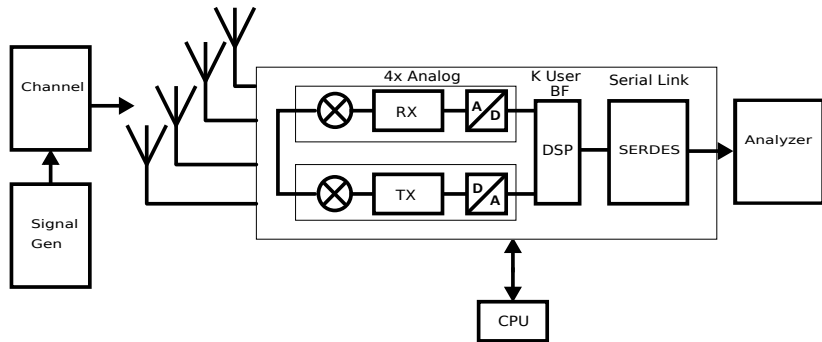 Channel
Signal
Gen
4x Analog
RX
A
D
TX
D
A
K User
BF
DSP
Serial Link
SERDES
Analyzer
CPU